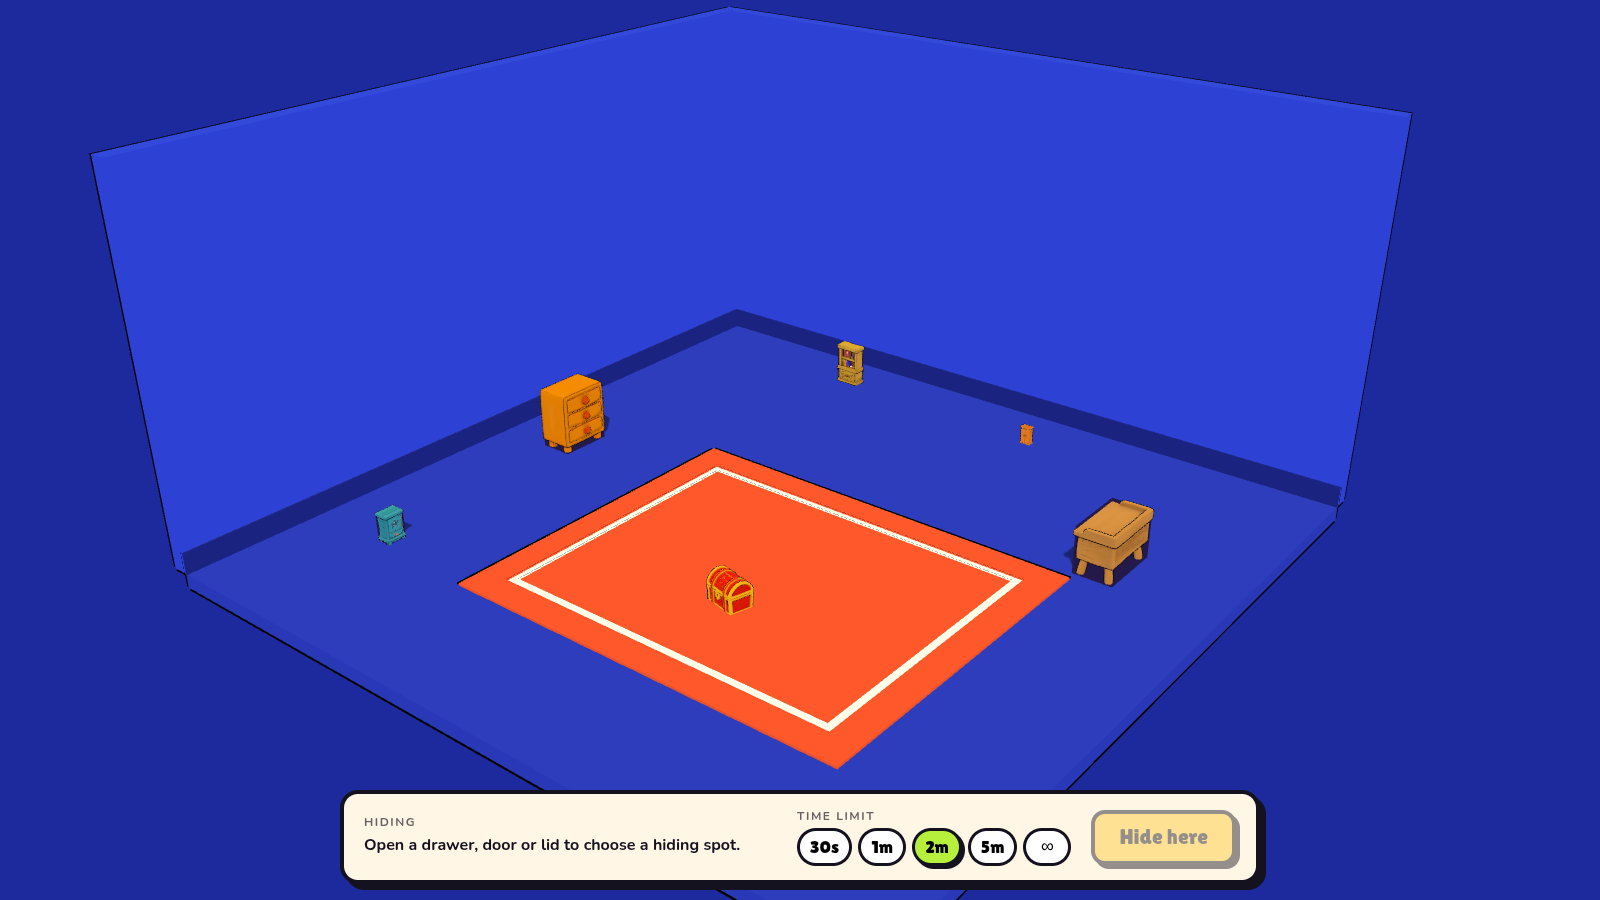 HIDING
Open a drawer, door or lid to choose a hiding spot.
TIME LIMIT
30s 1m 2m 5m ∞
Hide here